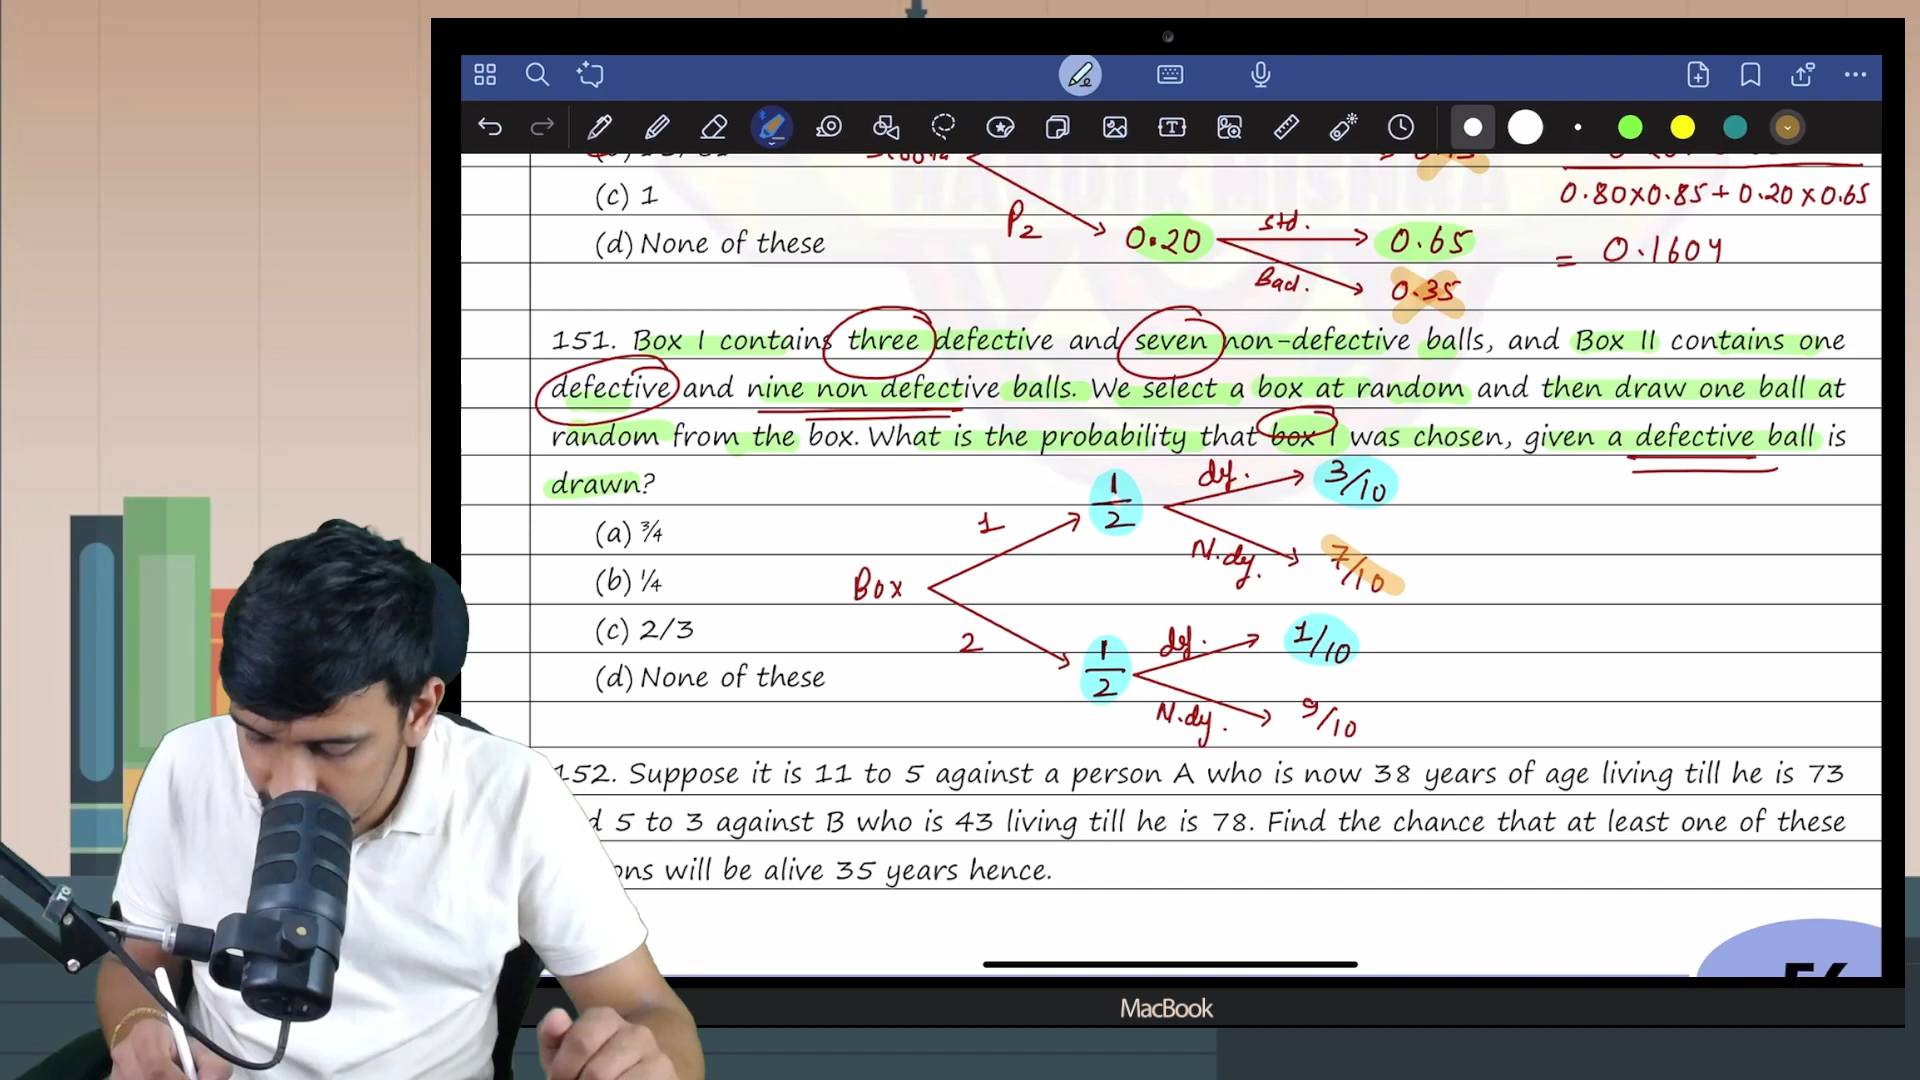 0.80×0.85 + 0.20×0.65
(c) 1
P2
(d) None of these
0.20
Std.
0.65
= 0.1604
Bad.
0.35
151. Box I contains three defective and seven non-defective balls, and Box II contains one
defective and nine non defective balls. We select a box at random and then draw one ball at
random from the box. What is the probability that box I was chosen, given a defective ball is
drawn?
1/2
df.
3/10
(a) ¾
1
N.df.
7/10
(b) ¼
Box
(c) 2/3
2
1/2
df.
1/10
(d) None of these
N.df.
9/10
152. Suppose it is 11 to 5 against a person A who is now 38 years of age living till he is 73
5 to 3 against B who is 43 living till he is 78. Find the chance that at least one of these
will be alive 35 years hence.
MacBook